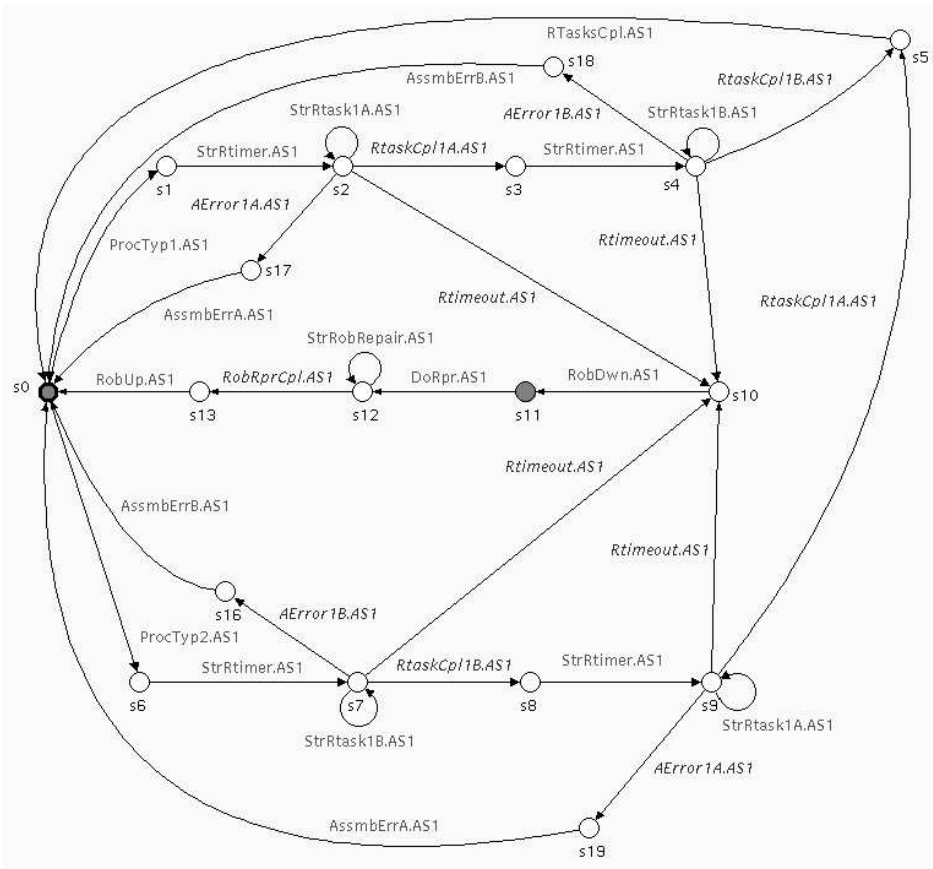 RTasksCpl.AS1
s5
s18
AssmbErrB.AS1
RtaskCpl1B.AS1
StrRtask1A.AS1
AError1B.AS1
StrRtask1B.AS1
StrRtimer.AS1
RtaskCpl1A.AS1
StrRtimer.AS1
s1
s2
s3
s4
AError1A.AS1
ProcTyp1.AS1
Rtimeout.AS1
s17
Rtimeout.AS1
RtaskCpl1A.AS1
AssmbErrA.AS1
StrRobRepair.AS1
s0
RobUp.AS1
RobRprCpl.AS1
DoRpr.AS1
RobDwn.AS1
s10
s13
s12
s11
Rtimeout.AS1
AssmbErrB.AS1
Rtimeout.AS1
s16
AError1B.AS1
ProcTyp2.AS1
StrRtimer.AS1
RtaskCpl1B.AS1
StrRtimer.AS1
s6
s7
s8
s9
StrRtask1B.AS1
StrRtask1A.AS1
AError1A.AS1
AssmbErrA.AS1
s19